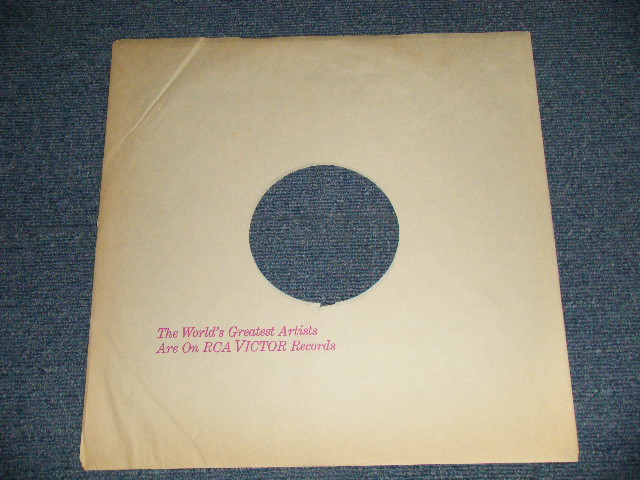 The World's Greatest Artists
Are On RCA VICTOR Records